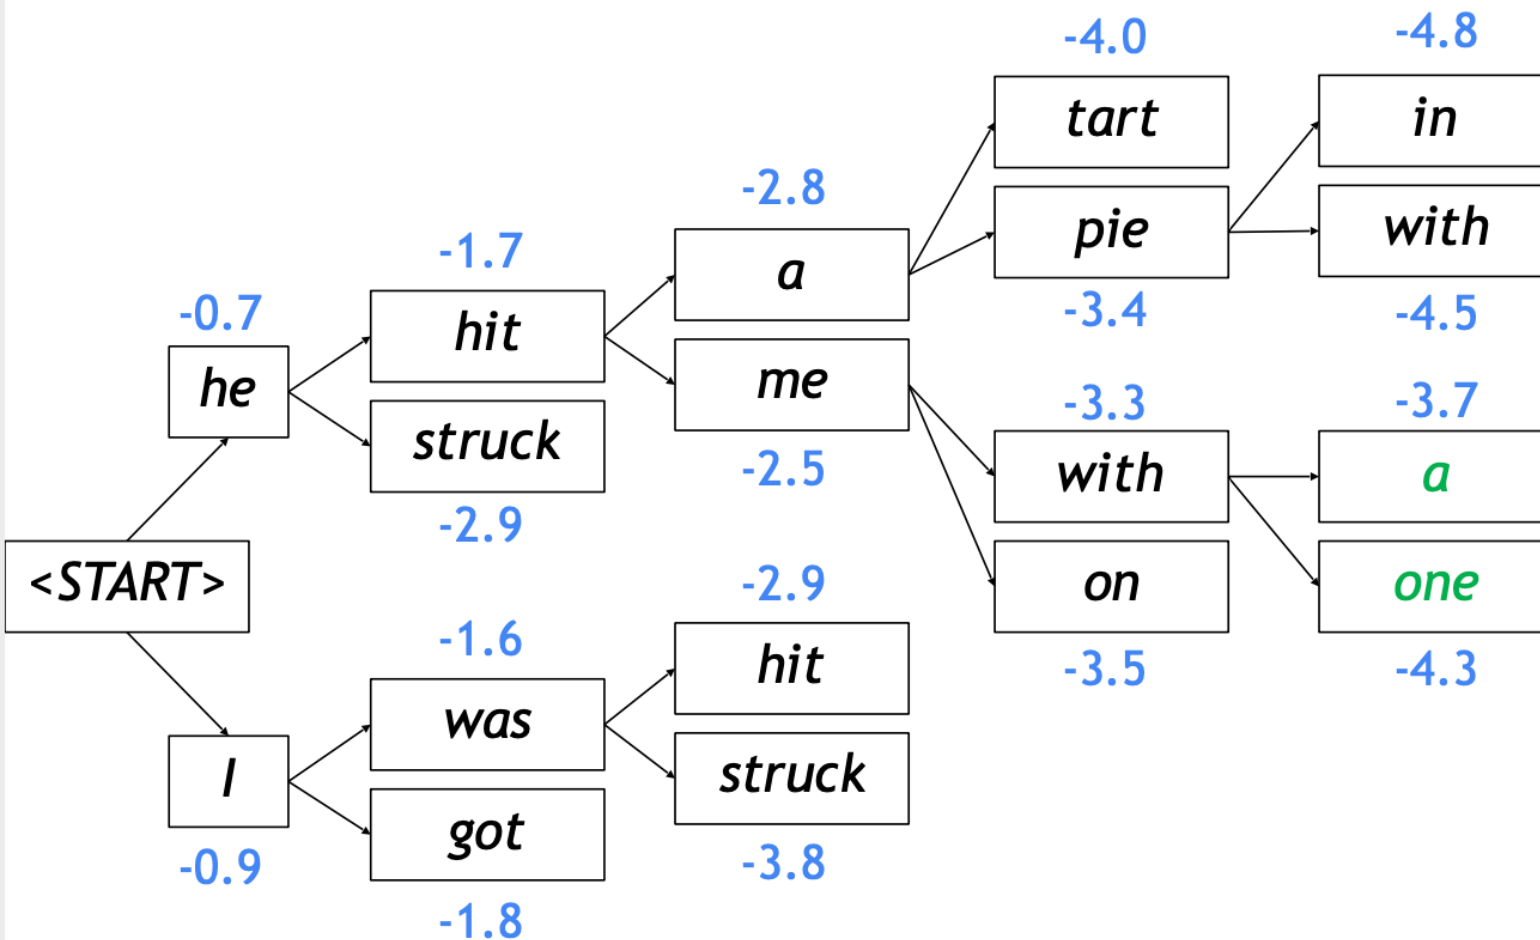 -4.0
-4.8
tart
in
-2.8
pie
with
-1.7
a
-0.7
hit
-3.4
-4.5
he
me
-3.3
-3.7
struck
-2.5
with
a
-2.9
<START>
-2.9
on
one
-1.6
hit
-3.5
-4.3
was
I
struck
got
-0.9
-3.8
-1.8